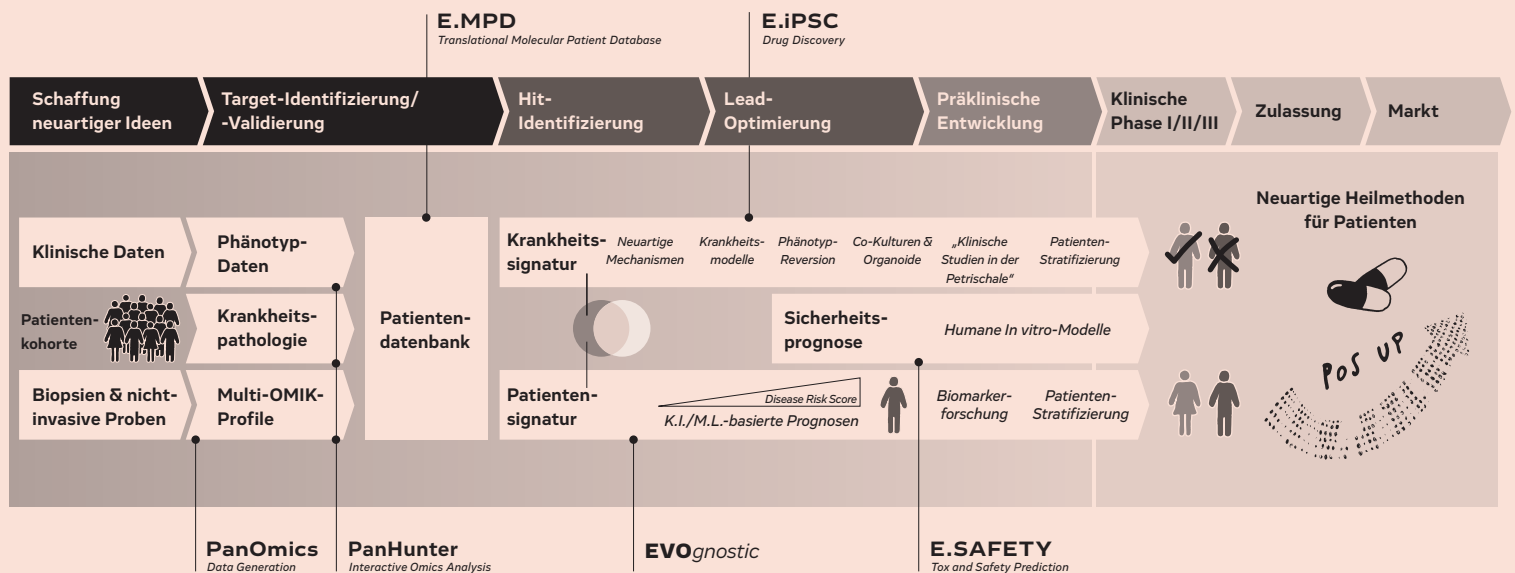 E.MPD
Translational Molecular Patient Database
E.iPSC
Drug Discovery
Schaffung
neuartiger Ideen
Target-Identifizierung/
-Validierung
Hit-
Identifizierung
Lead-
Optimierung
Präklinische
Entwicklung
Klinische
Phase I/II/III
Zulassung
Markt
Klinische Daten
Phänotyp-
Daten
Patienten-
kohorte
Krankheits-
pathologie
Biopsien & nicht-
invasive Proben
Multi-OMIK-
Profile
Patienten-
datenbank
Krankheits-
signatur
Neuartige
Mechanismen
Krankheits-
modelle
Phänotyp-
Reversion
Co-Kulturen &
Organoide
„Klinische
Studien in der
Petrischale“
Patienten-
Stratifizierung
Sicherheits-
prognose
Humane In vitro-Modelle
Patienten-
signatur
Disease Risk Score
K.I./M.L.-basierte Prognosen
Biomarker-
forschung
Patienten-
Stratifizierung
Neuartige Heilmethoden
für Patienten
POS UP
PanOmics
Data Generation
PanHunter
Interactive Omics Analysis
EVOgnostic
E.SAFETY
Tox and Safety Prediction